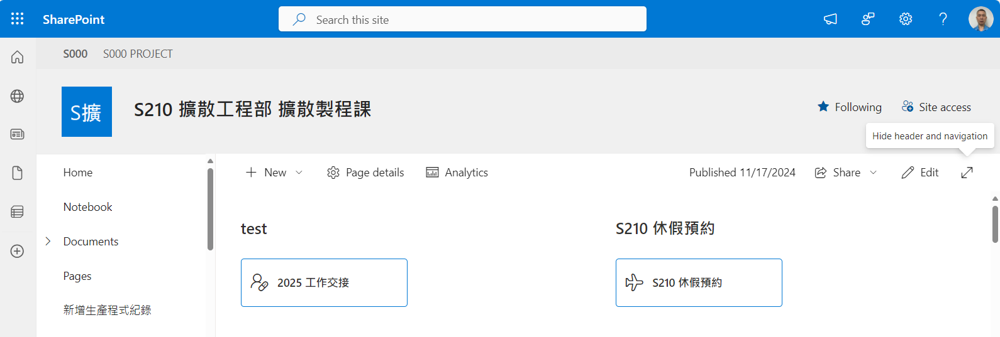 SharePoint
Search this site
S000 S000 PROJECT
S擴
S210 擴散工程部 擴散製程課
Following Site access
Hide header and navigation
Home
Notebook
Documents
Pages
新增生產程式紀錄
New Page details Analytics
Published 11/17/2024 Share Edit
test
2025 工作交接
S210 休假預約
S210 休假預約